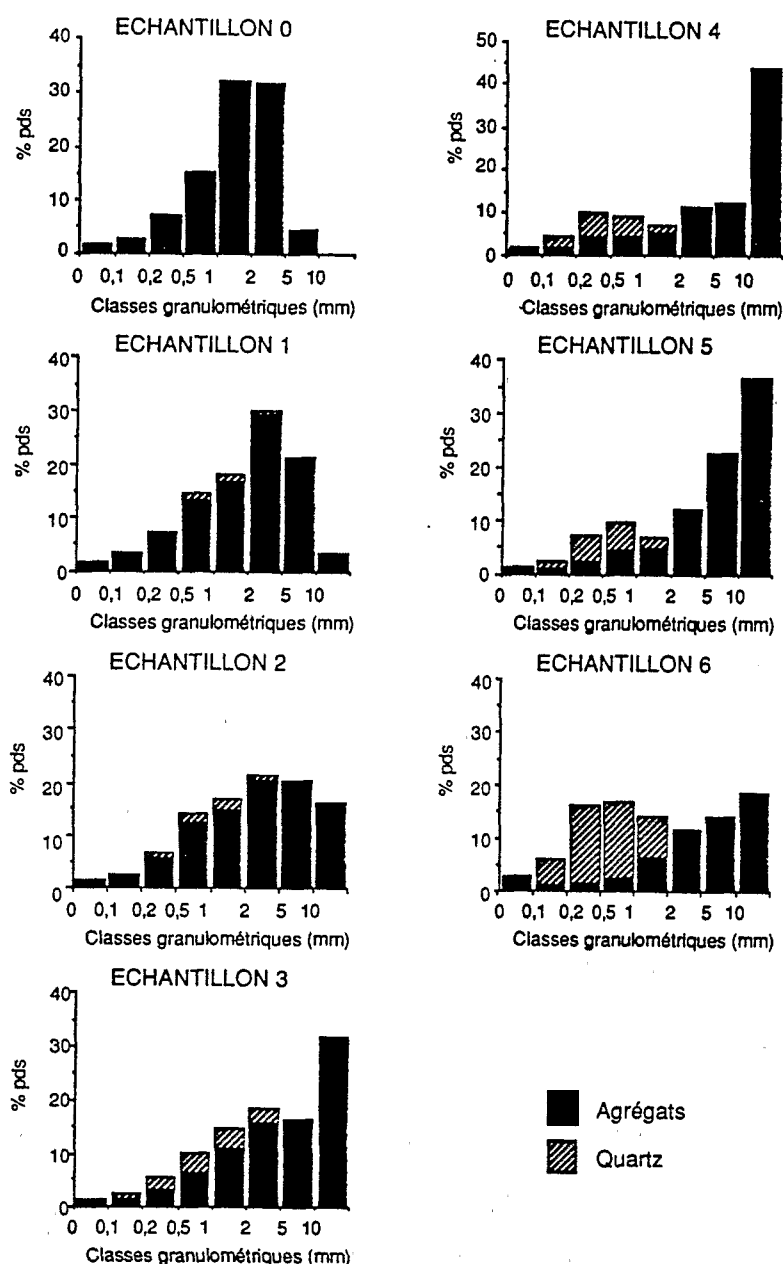 ECHANTILLON 0
40
30
20
10
0
% pds
0 0,1 0,2 0,5 1 2 5 10
Classes granulométriques (mm)
ECHANTILLON 1
40
30
20
10
0
% pds
0 0,1 0,2 0,5 1 2 5 10
Classes granulométriques (mm)
ECHANTILLON 2
40
30
20
10
0
% pds
0 0,1 0,2 0,5 1 2 5 10
Classes granulométriques (mm)
ECHANTILLON 3
40
30
20
10
0
% pds
0 0,1 0,2 0,5 1 2 5 10
Classes granulométriques (mm)
ECHANTILLON 4
50
40
30
20
10
0
% pds
0 0,1 0,2 0,5 1 2 5 10
Classes granulométriques (mm)
ECHANTILLON 5
40
30
20
10
0
% pds
0 0,1 0,2 0,5 1 2 5 10
Classes granulométriques (mm)
ECHANTILLON 6
40
30
20
10
0
% pds
0 0,1 0,2 0,5 1 2 5 10
Classes granulométriques (mm)
Agrégats
Quartz